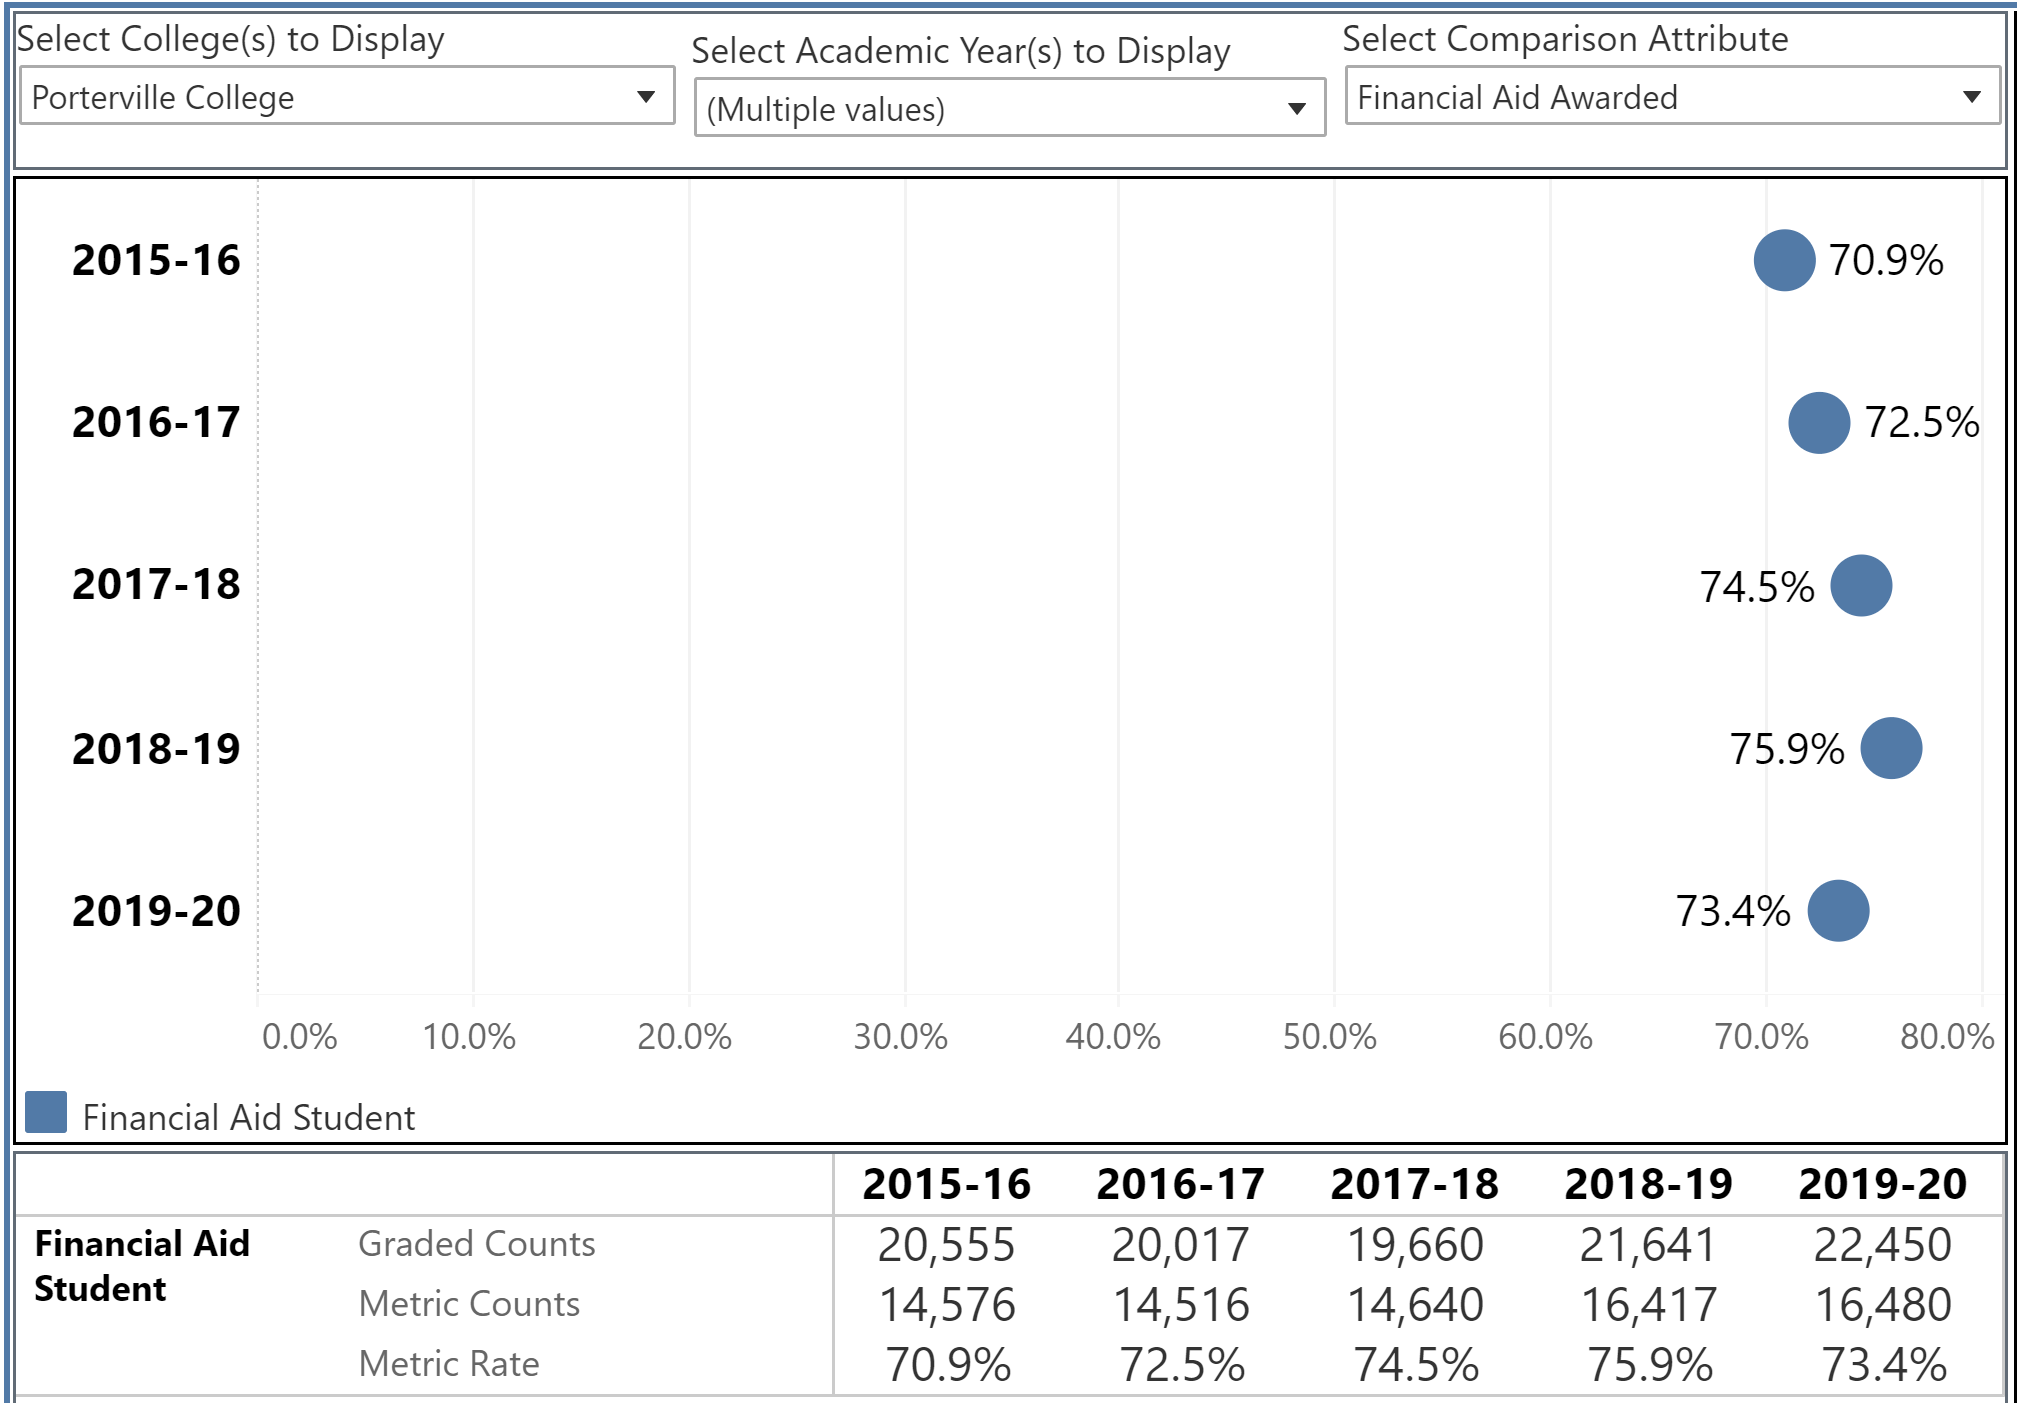 Select College(s) to Display
Select Academic Year(s) to Display
Select Comparison Attribute
Porterville College
(Multiple values)
Financial Aid Awarded
2015-16 70.9%
2016-17 72.5%
2017-18 74.5%
2018-19 75.9%
2019-20 73.4%
0.0% 10.0% 20.0% 30.0% 40.0% 50.0% 60.0% 70.0% 80.0%
Financial Aid Student
2015-16 2016-17 2017-18 2018-19 2019-20
Financial Aid Student
Graded Counts 20,555 20,017 19,660 21,641 22,450
Metric Counts 14,576 14,516 14,640 16,417 16,480
Metric Rate 70.9% 72.5% 74.5% 75.9% 73.4%